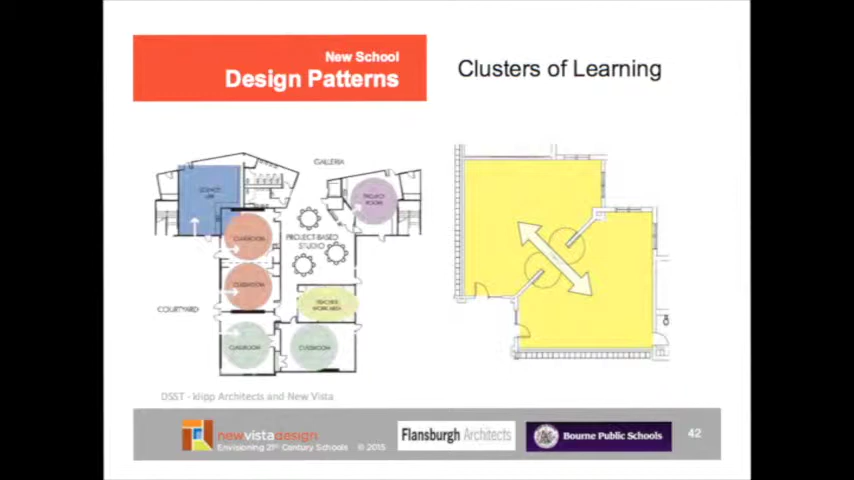 New School
Design Patterns
Clusters of Learning
GALLERIA
SCIENCE
LAB
PROJECT
ROOM
CLASSROOM
PROJECT-BASED
STUDIO
CLASSROOM
TEACHER
WORK AREA
COURTYARD
CLASSROOM
CLASSROOM
DSST - klipp Architects and New Vista
newvistadesign
Envisioning 21st Century Schools © 2015
Flansburgh Architects
Bourne Public Schools
42